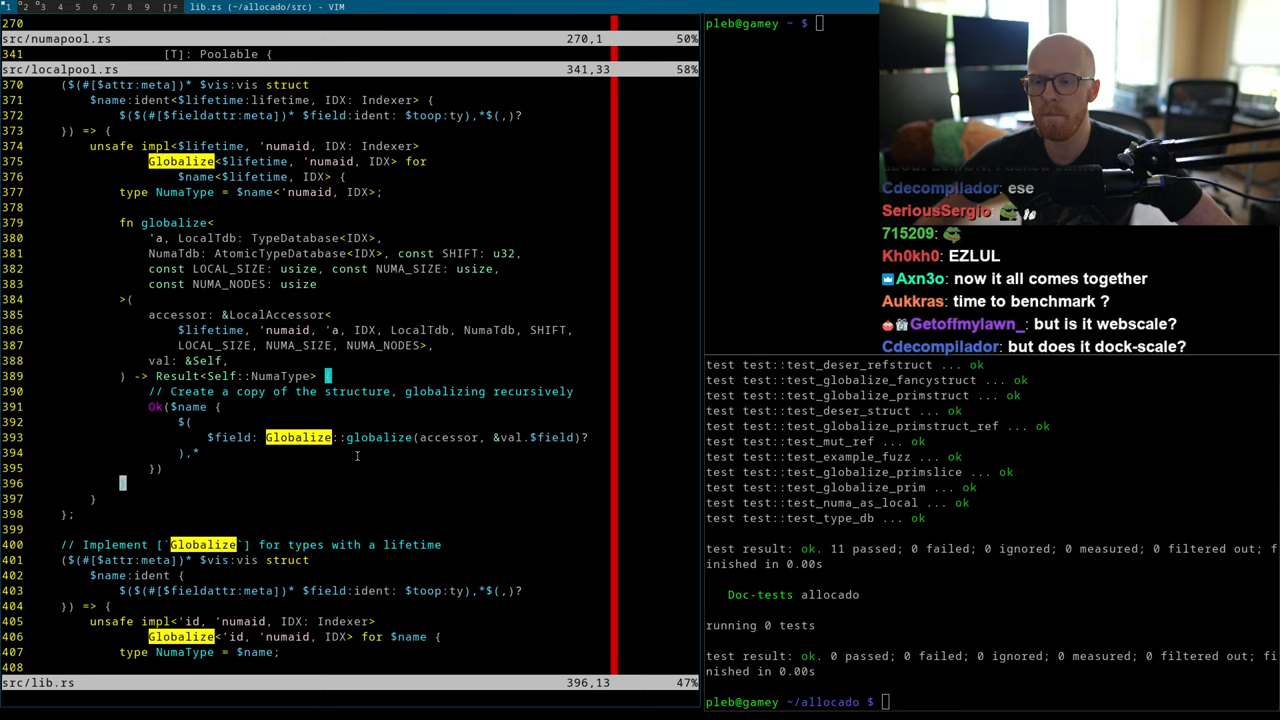 1 2 3 4 5 6 7 8 9 []= lib.rs (~/allocado/src) - VIM
270
src/numapool.rs 270,1 50%
341 [T]: Poolable {
src/localpool.rs 341,33 58%
370 ($(#[$attr:meta])* $vis:vis struct
371 $name:ident<$lifetime:lifetime, IDX: Indexer> {
372 $($(#[$fieldattr:meta])* $field:ident: $toop:ty),*$(,)?
373 }) => {
374 unsafe impl<$lifetime, 'numaid, IDX: Indexer>
375 Globalize<$lifetime, 'numaid, IDX> for
376 $name<$lifetime, IDX> {
377 type NumaType = $name<'numaid, IDX>;
378
379 fn globalize<
380 'a, LocalTdb: TypeDatabase<IDX>,
381 NumaTdb: AtomicTypeDatabase<IDX>, const SHIFT: u32,
382 const LOCAL_SIZE: usize, const NUMA_SIZE: usize,
383 const NUMA_NODES: usize
384 >(
385 accessor: &LocalAccessor<
386 $lifetime, 'numaid, 'a, IDX, LocalTdb, NumaTdb, SHIFT,
387 LOCAL_SIZE, NUMA_SIZE, NUMA_NODES>,
388 val: &Self,
389 ) -> Result<Self::NumaType> {
390 // Create a copy of the structure, globalizing recursively
391 Ok($name {
392 $(
393 $field: Globalize::globalize(accessor, &val.$field)?
394 ),*
395 })
396 }
397 }
398 };
399
400 // Implement [`Globalize`] for types with a lifetime
401 ($(#[$attr:meta])* $vis:vis struct
402 $name:ident {
403 $($(#[$fieldattr:meta])* $field:ident: $toop:ty),*$(,)?
404 }) => {
405 unsafe impl<'id, 'numaid, IDX: Indexer>
406 Globalize<'id, 'numaid, IDX> for $name {
407 type NumaType = $name;
408
src/lib.rs 396,13 47%
pleb@gamey ~ $
Cdecompilador: ese
SeriousSergio
715209:
Kh0kh0: EZLUL
Axn3o: now it all comes together
Aukkras: time to benchmark ?
Getoffmylawn_: but is it webscale?
Cdecompilador: but does it dock-scale?
test test::test_deser_refstruct ... ok
test test::test_globalize_fancystruct ... ok
test test::test_globalize_primstruct ... ok
test test::test_deser_struct ... ok
test test::test_globalize_primstruct_ref ... ok
test test::test_mut_ref ... ok
test test::test_example_fuzz ... ok
test test::test_globalize_primslice ... ok
test test::test_globalize_prim ... ok
test test::test_numa_as_local ... ok
test test::test_type_db ... ok
test result: ok. 11 passed; 0 failed; 0 ignored; 0 measured; 0 filtered out; f
inished in 0.00s
Doc-tests allocado
running 0 tests
test result: ok. 0 passed; 0 failed; 0 ignored; 0 measured; 0 filtered out; fi
nished in 0.00s
pleb@gamey ~/allocado $